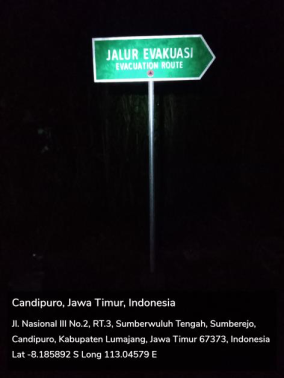 JALUR EVAKUASI
EVACUATION ROUTE
Candipuro, Jawa Timur, Indonesia
Jl. Nasional III No.2, RT.3, Sumberwuluh Tengah, Sumberejo,
Candipuro, Kabupaten Lumajang, Jawa Timur 67373, Indonesia
Lat -8.185892 S Long 113.04579 E